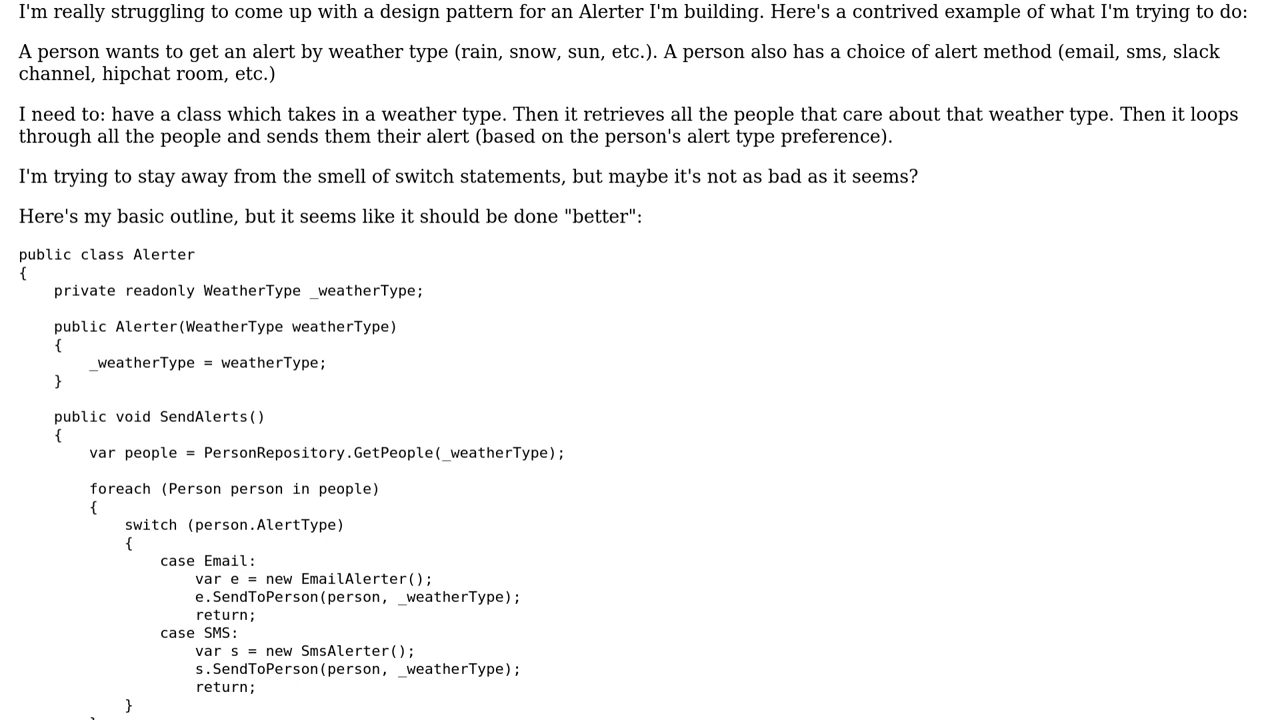 I'm really struggling to come up with a design pattern for an Alerter I'm building. Here's a contrived example of what I'm trying to do:
A person wants to get an alert by weather type (rain, snow, sun, etc.). A person also has a choice of alert method (email, sms, slack
channel, hipchat room, etc.)
I need to: have a class which takes in a weather type. Then it retrieves all the people that care about that weather type. Then it loops
through all the people and sends them their alert (based on the person's alert type preference).
I'm trying to stay away from the smell of switch statements, but maybe it's not as bad as it seems?
Here's my basic outline, but it seems like it should be done "better":
public class Alerter
{
    private readonly WeatherType _weatherType;

    public Alerter(WeatherType weatherType)
    {
        _weatherType = weatherType;
    }

    public void SendAlerts()
    {
        var people = PersonRepository.GetPeople(_weatherType);

        foreach (Person person in people)
        {
            switch (person.AlertType)
            {
                case Email:
                    var e = new EmailAlerter();
                    e.SendToPerson(person, _weatherType);
                    return;
                case SMS:
                    var s = new SmsAlerter();
                    s.SendToPerson(person, _weatherType);
                    return;
            }